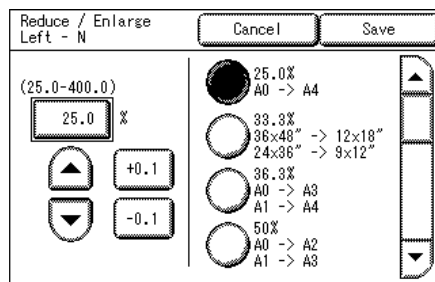 Reduce / Enlarge
Left - N
Cancel
Save
(25.0-400.0)
25.0 %
+0.1
-0.1
25.0%
A0 -> A4
33.3%
36x48" -> 12x18"
24x36" -> 9x12"
36.3%
A0 -> A3
A1 -> A4
50%
A0 -> A2
A1 -> A3